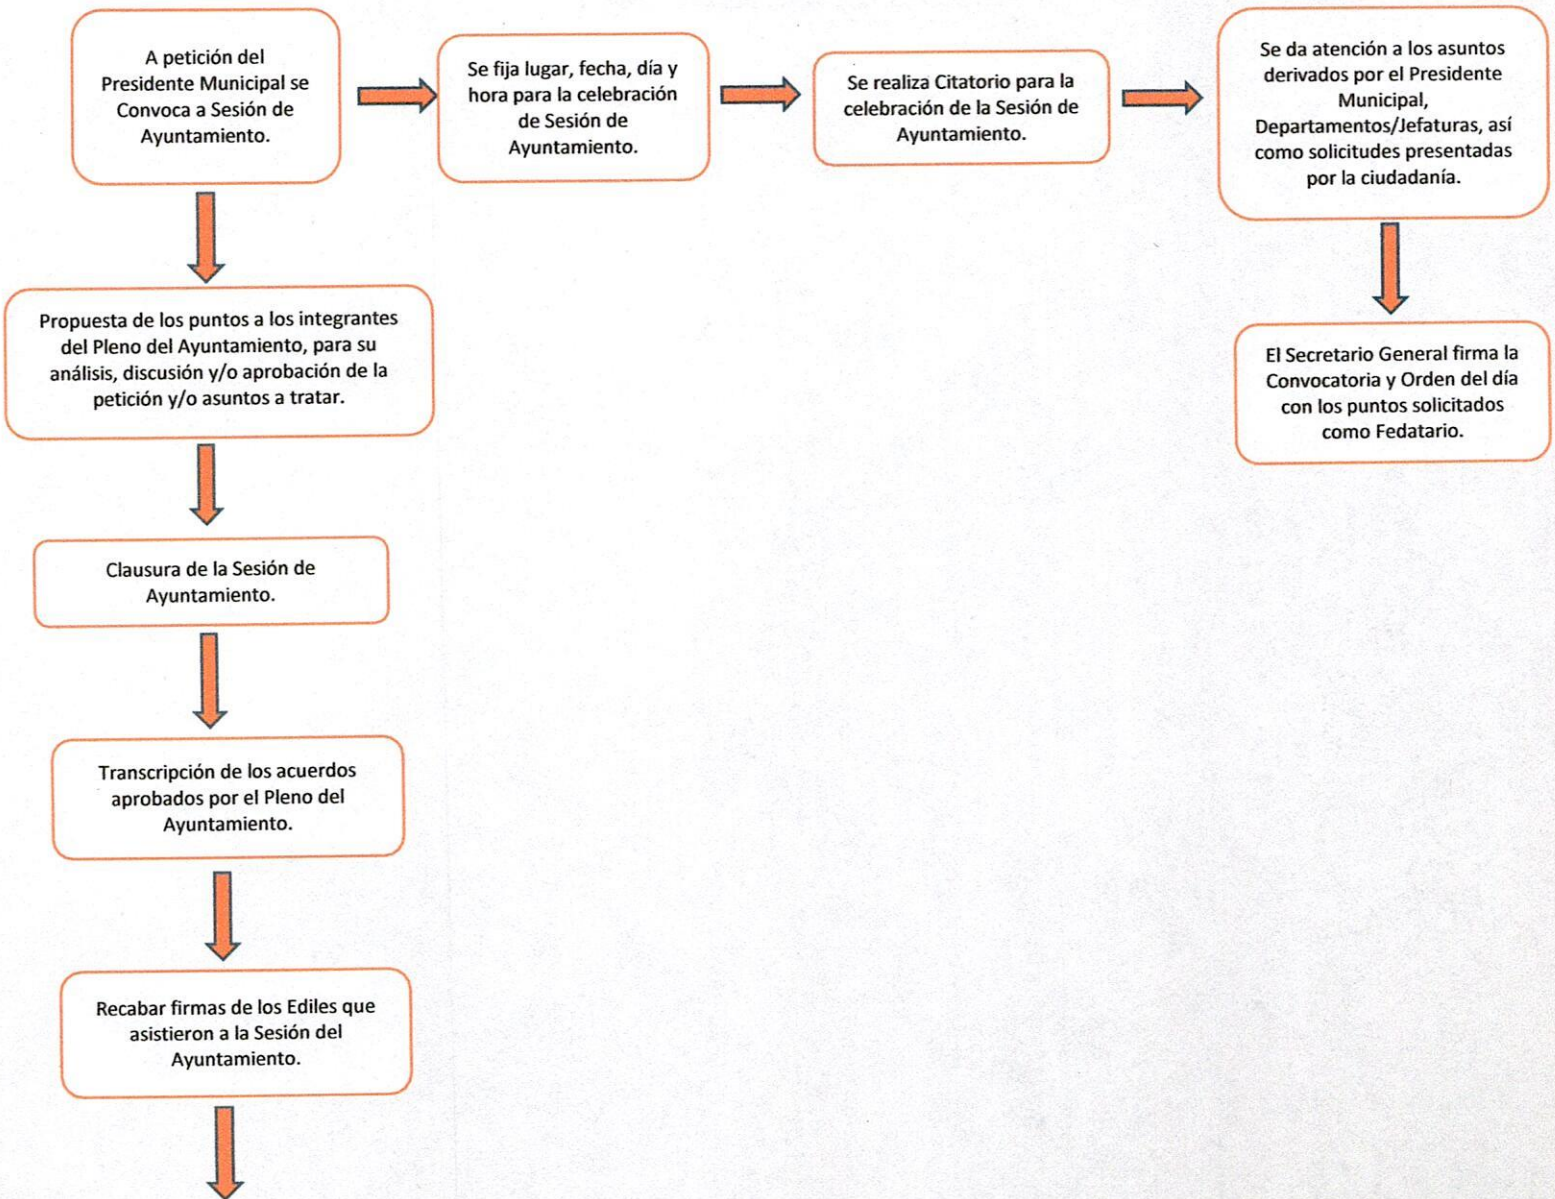 A petición del
Presidente Municipal se
Convoca a Sesión de
Ayuntamiento.
Se fija lugar, fecha, día y
hora para la celebración
de Sesión de
Ayuntamiento.
Se realiza Citatorio para la
celebración de la Sesión de
Ayuntamiento.
Se da atención a los asuntos
derivados por el Presidente
Municipal,
Departamentos/Jefaturas, así
como solicitudes presentadas
por la ciudadanía.
El Secretario General firma la
Convocatoria y Orden del día
con los puntos solicitados
como Fedatario.
Propuesta de los puntos a los integrantes
del Pleno del Ayuntamiento, para su
análisis, discusión y/o aprobación de la
petición y/o asuntos a tratar.
Clausura de la Sesión de
Ayuntamiento.
Transcripción de los acuerdos
aprobados por el Pleno del
Ayuntamiento.
Recabar firmas de los Ediles que
asistieron a la Sesión del
Ayuntamiento.